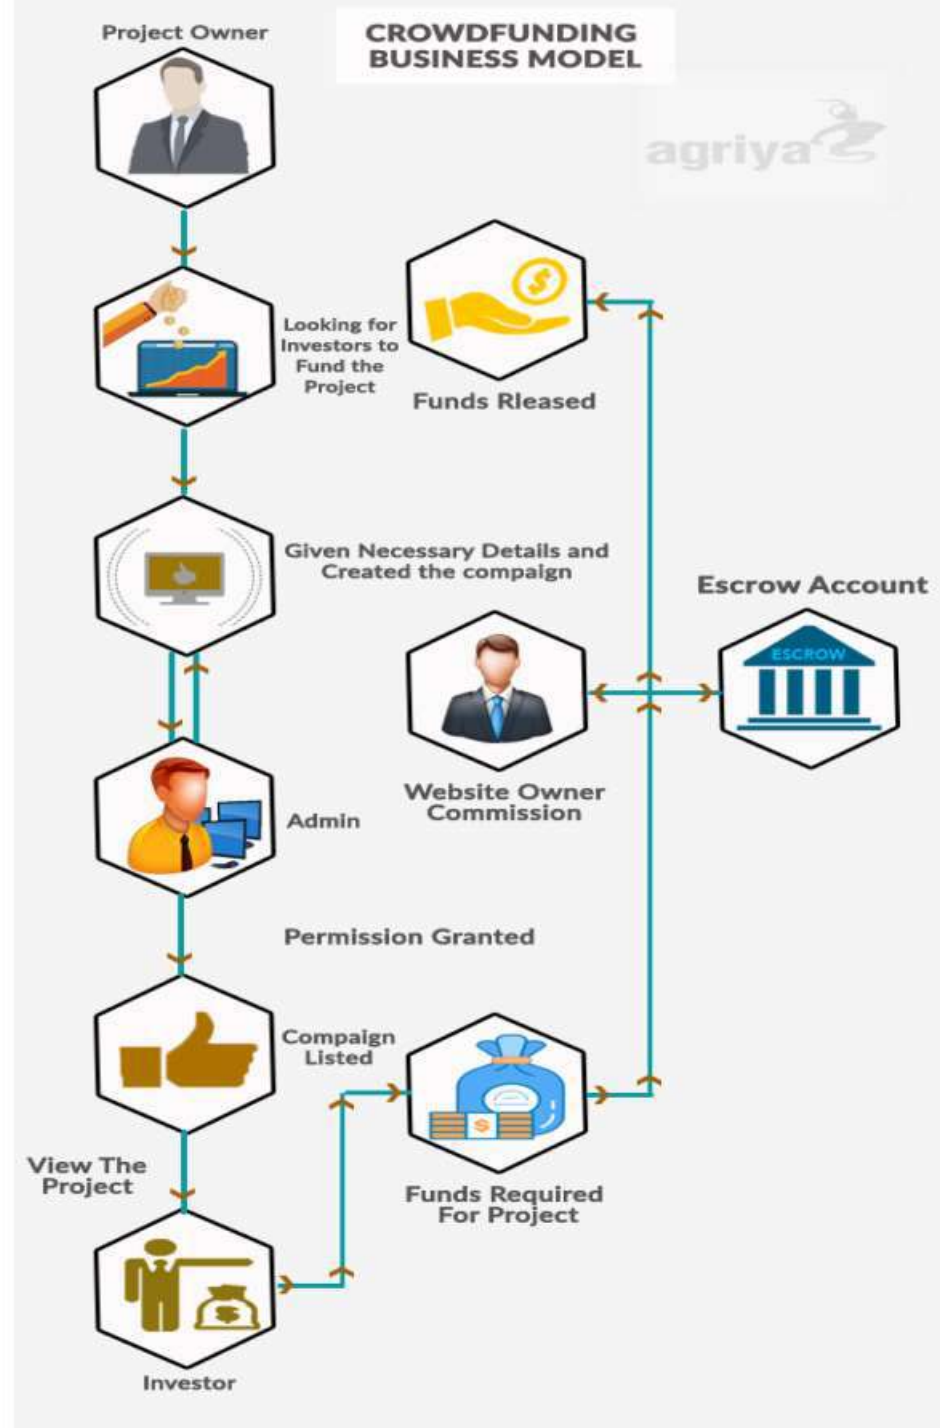 Project Owner
CROWDFUNDING
BUSINESS MODEL
agriya
Looking for
Investors to
Fund the
Project
Funds Rleased
Given Necessary Details and
Created the compaign
Escrow Account
ESCROW
Website Owner
Commission
Admin
Permission Granted
Compaign
Listed
$
View The
Project
Funds Required
For Project
$
Investor